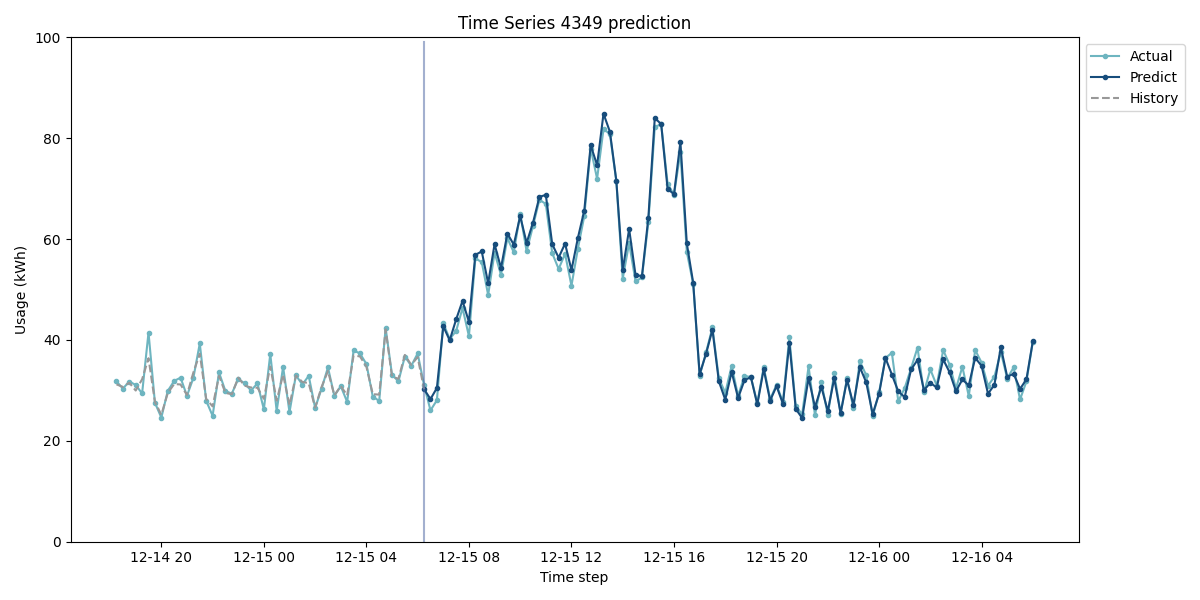 Time Series 4349 prediction
100
80
60
40
20
0
Usage (kWh)
12-14 20
12-15 00
12-15 04
12-15 08
12-15 12
12-15 16
12-15 20
12-16 00
12-16 04
Time step
Actual
Predict
History